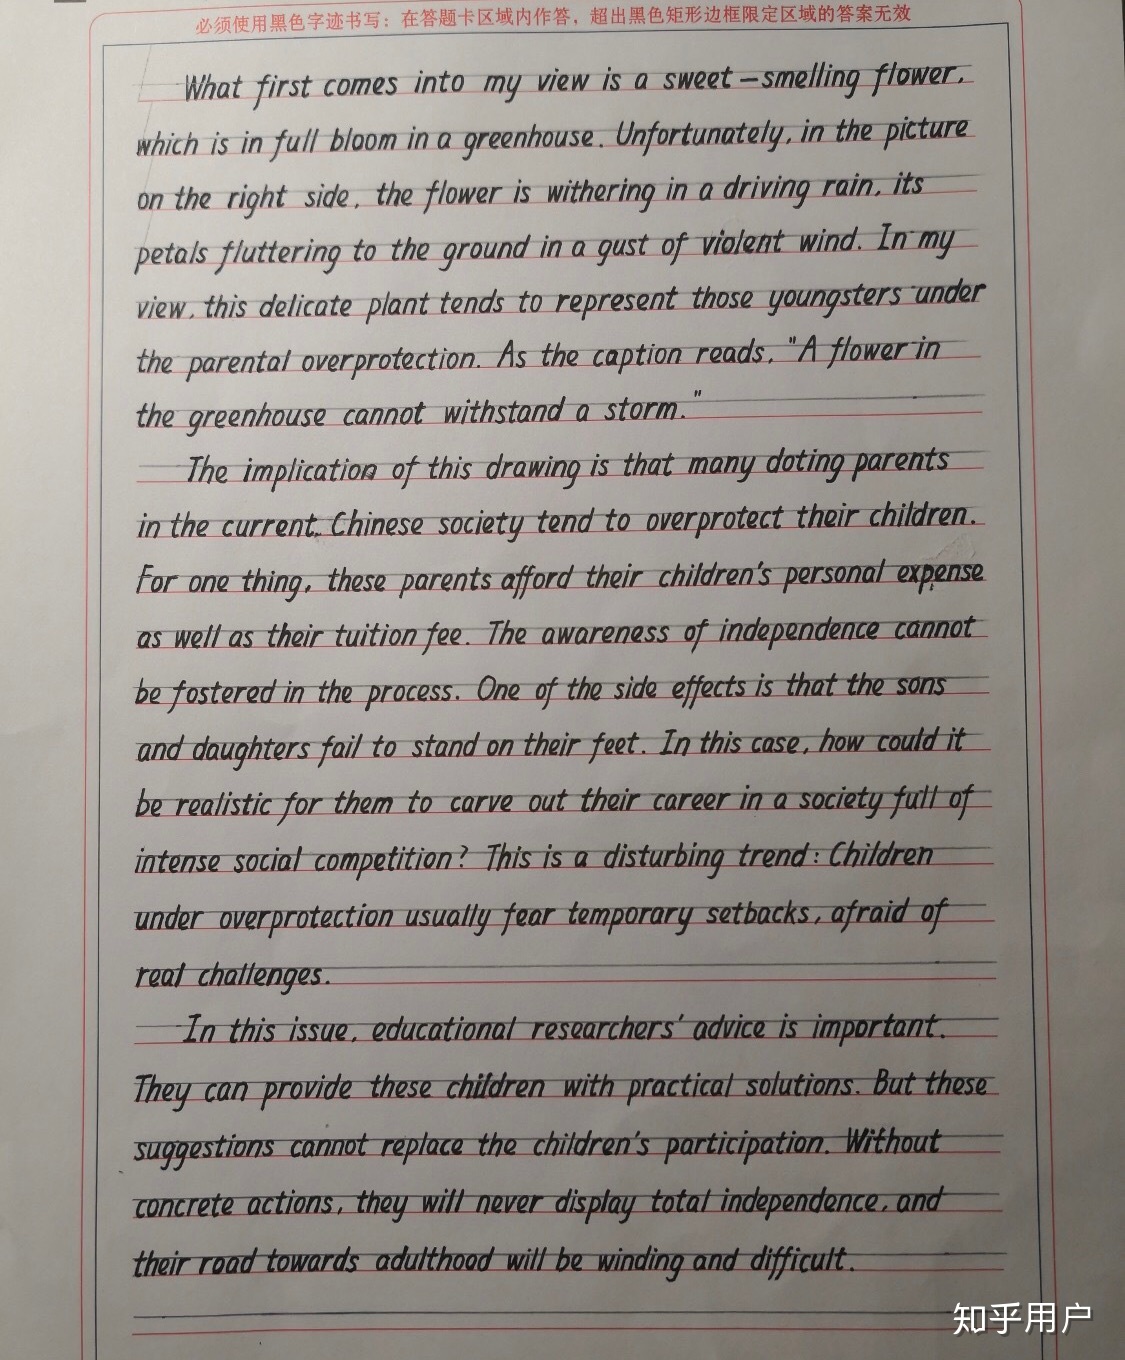 必须使用黑色字迹书写：在答题卡区域内作答，超出黑色矩形边框限定区域的答案无效
What first comes into my view is a sweet-smelling flower,
which is in full bloom in a greenhouse. Unfortunately, in the picture
on the right side, the flower is withering in a driving rain, its
petals fluttering to the ground in a gust of violent wind. In my
view, this delicate plant tends to represent those youngsters under
the parental overprotection. As the caption reads, "A flower in
the greenhouse cannot withstand a storm."
The implication of this drawing is that many doting parents
in the current Chinese society tend to overprotect their children.
For one thing, these parents afford their children's personal expense
as well as their tuition fee. The awareness of independence cannot
be fostered in the process. One of the side effects is that the sons
and daughters fail to stand on their feet. In this case, how could it
be realistic for them to carve out their career in a society full of
intense social competition? This is a disturbing trend: Children
under overprotection usually fear temporary setbacks, afraid of
real challenges.
In this issue, educational researchers' advice is important.
They can provide these children with practical solutions. But these
suggestions cannot replace the children's participation. Without
concrete actions, they will never display total independence, and
their road towards adulthood will be winding and difficult.
知乎用户